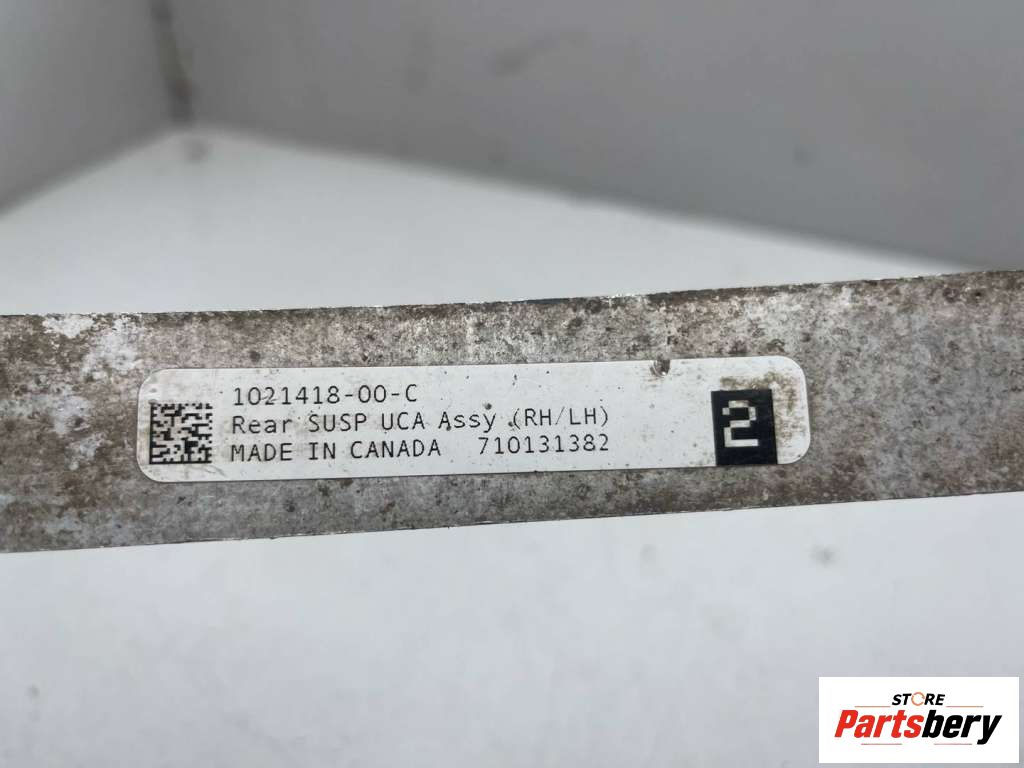 1021418-00-C
Rear SUSP UCA Assy (RH/LH)
MADE IN CANADA 710131382
2
STORE
Partsbery